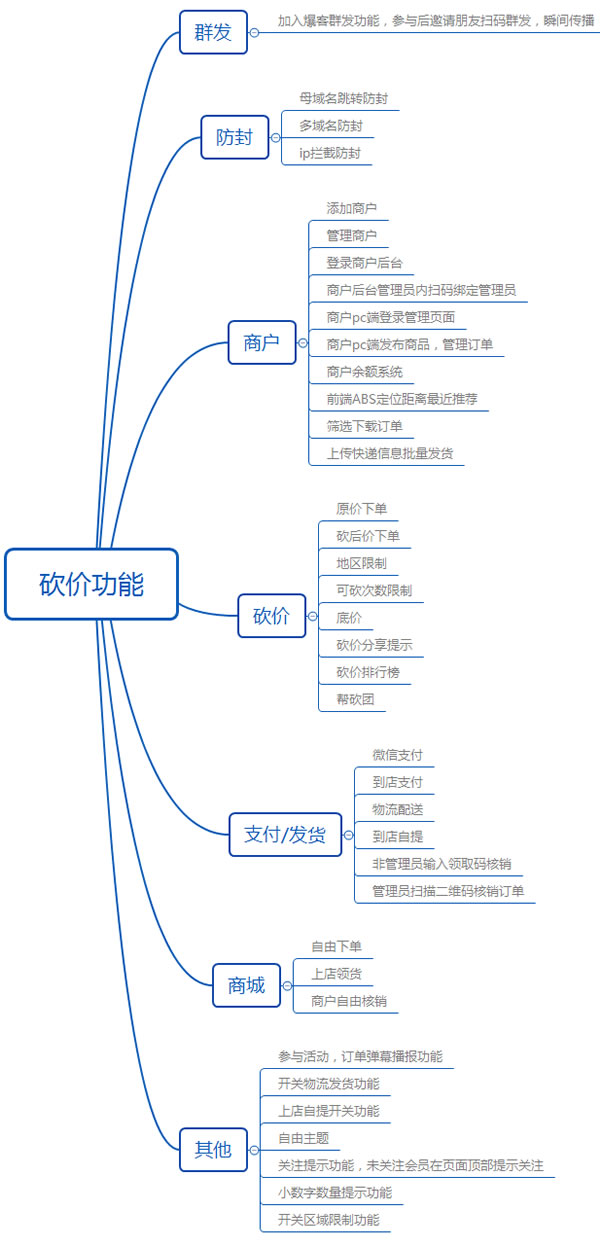 群发
加入爆客群发功能，参与后邀请朋友扫码群发，瞬间传播
防封
母域名跳转防封
多域名防封
ip拦截防封
商户
添加商户
管理商户
登录商户后台
商户后台管理员内扫码绑定管理员
商户pc端登录管理页面
商户pc端发布商品，管理订单
商户余额系统
前端ABS定位距离最近推荐
筛选下载订单
上传快递信息批量发货
砍价功能
砍价
原价下单
砍后价下单
地区限制
可砍次数限制
底价
砍价分享提示
砍价排行榜
帮砍团
支付/发货
微信支付
到店支付
物流配送
到店自提
非管理员输入领取码核销
管理员扫描二维码核销订单
商城
自由下单
上店领货
商户自由核销
其他
参与活动，订单弹幕播报功能
开关物流发货功能
上店自提开关功能
自由主题
关注提示功能，未关注会员在页面顶部提示关注
小数字数量提示功能
开关区域限制功能